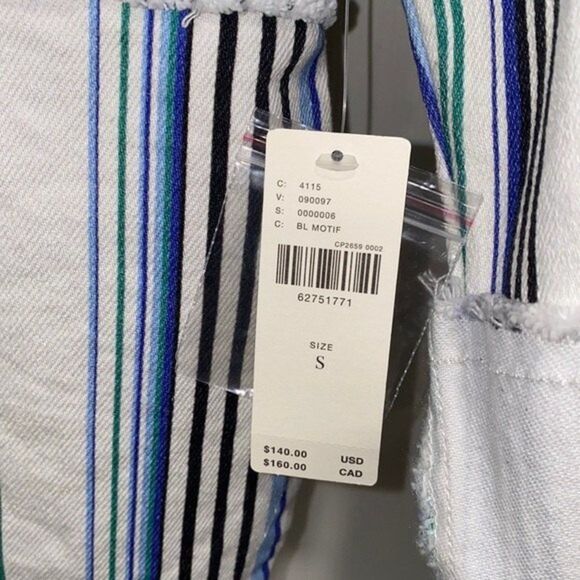 C: 4115
V: 090097
S: 0000006
C: BL MOTIF
CP2659 0002
62751771
SIZE
S
$140.00 USD
$160.00 CAD